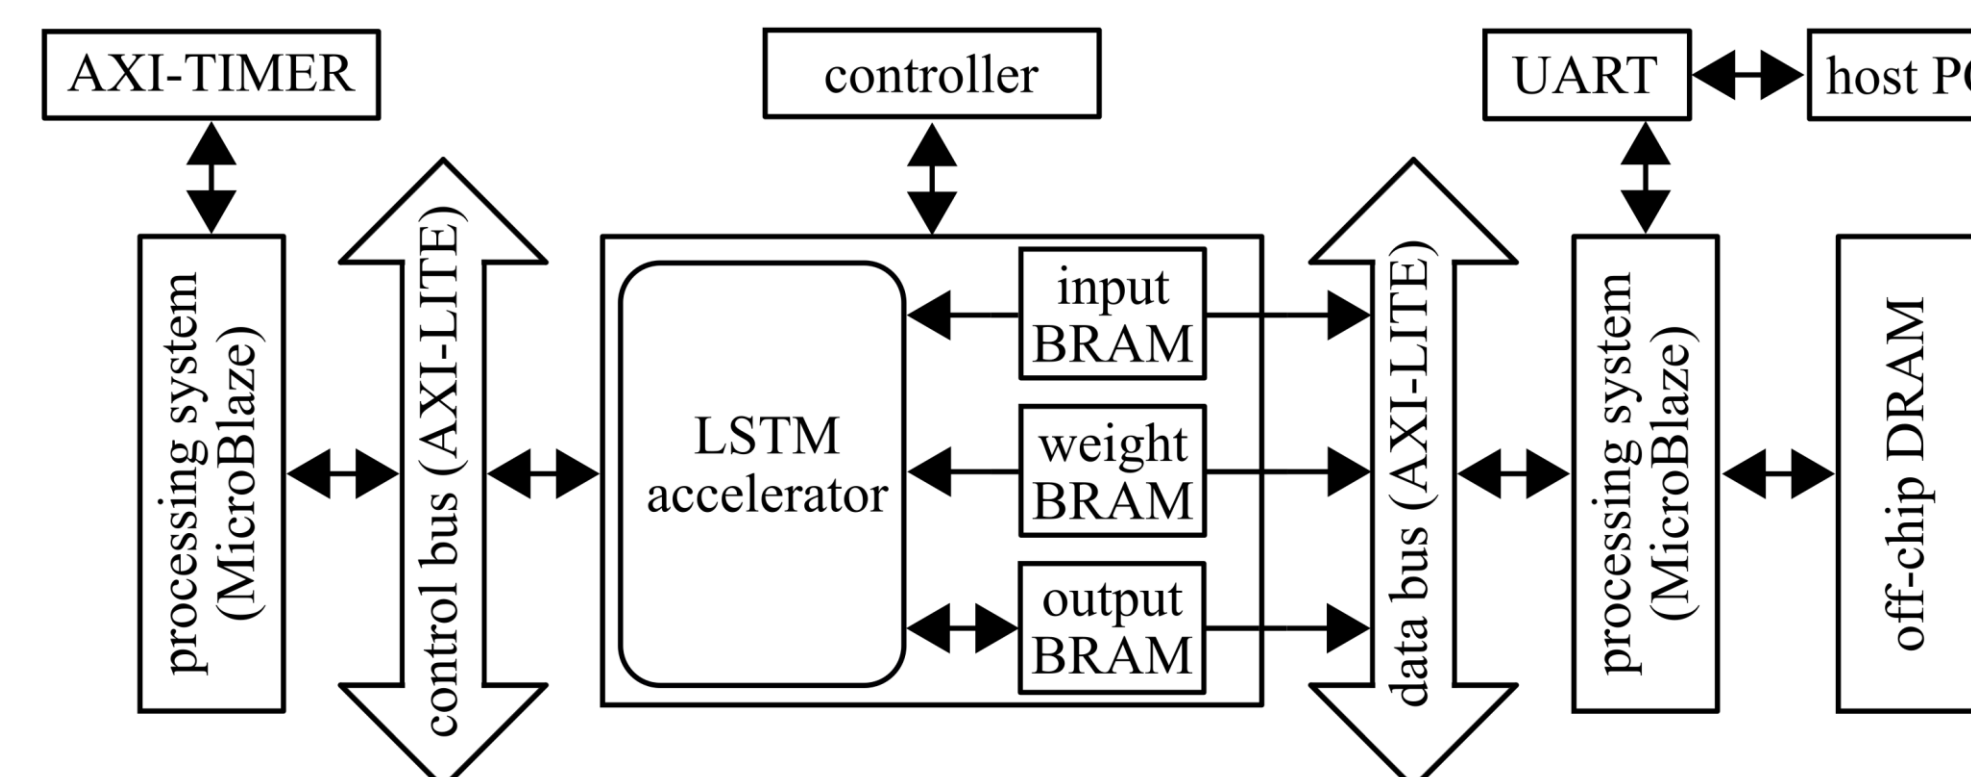 AXI-TIMER
controller
UART
host
processing system
(MicroBlaze)
control bus (AXI-LITE)
LSTM
accelerator
input
BRAM
weight
BRAM
output
BRAM
data bus (AXI-LITE)
processing system
(MicroBlaze)
off-chip DRAM